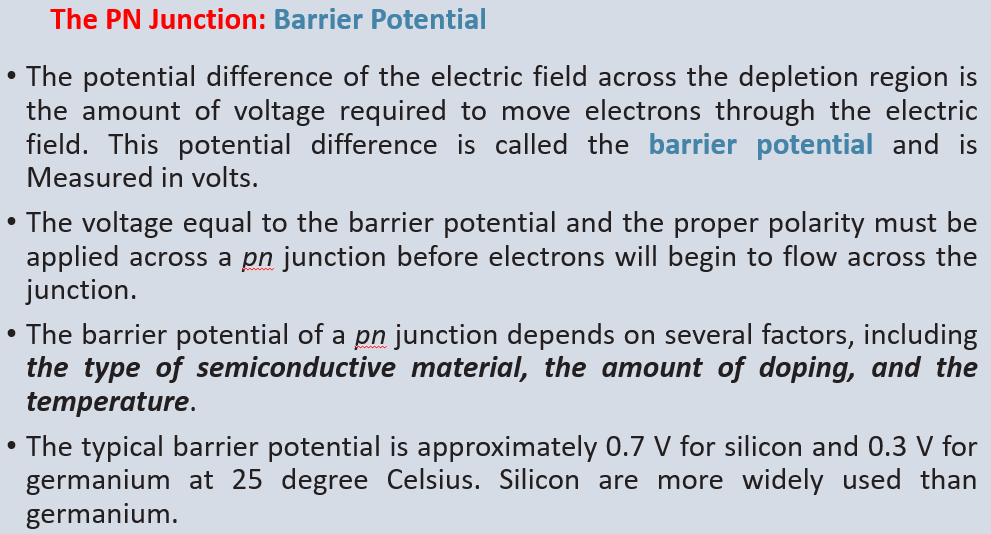 The PN Junction: Barrier Potential
• The potential difference of the electric field across the depletion region is
the amount of voltage required to move electrons through the electric
field. This potential difference is called the barrier potential and is
Measured in volts.
• The voltage equal to the barrier potential and the proper polarity must be
applied across a pn junction before electrons will begin to flow across the
junction.
• The barrier potential of a pn junction depends on several factors, including
the type of semiconductive material, the amount of doping, and the
temperature.
• The typical barrier potential is approximately 0.7 V for silicon and 0.3 V for
germanium at 25 degree Celsius. Silicon are more widely used than
germanium.